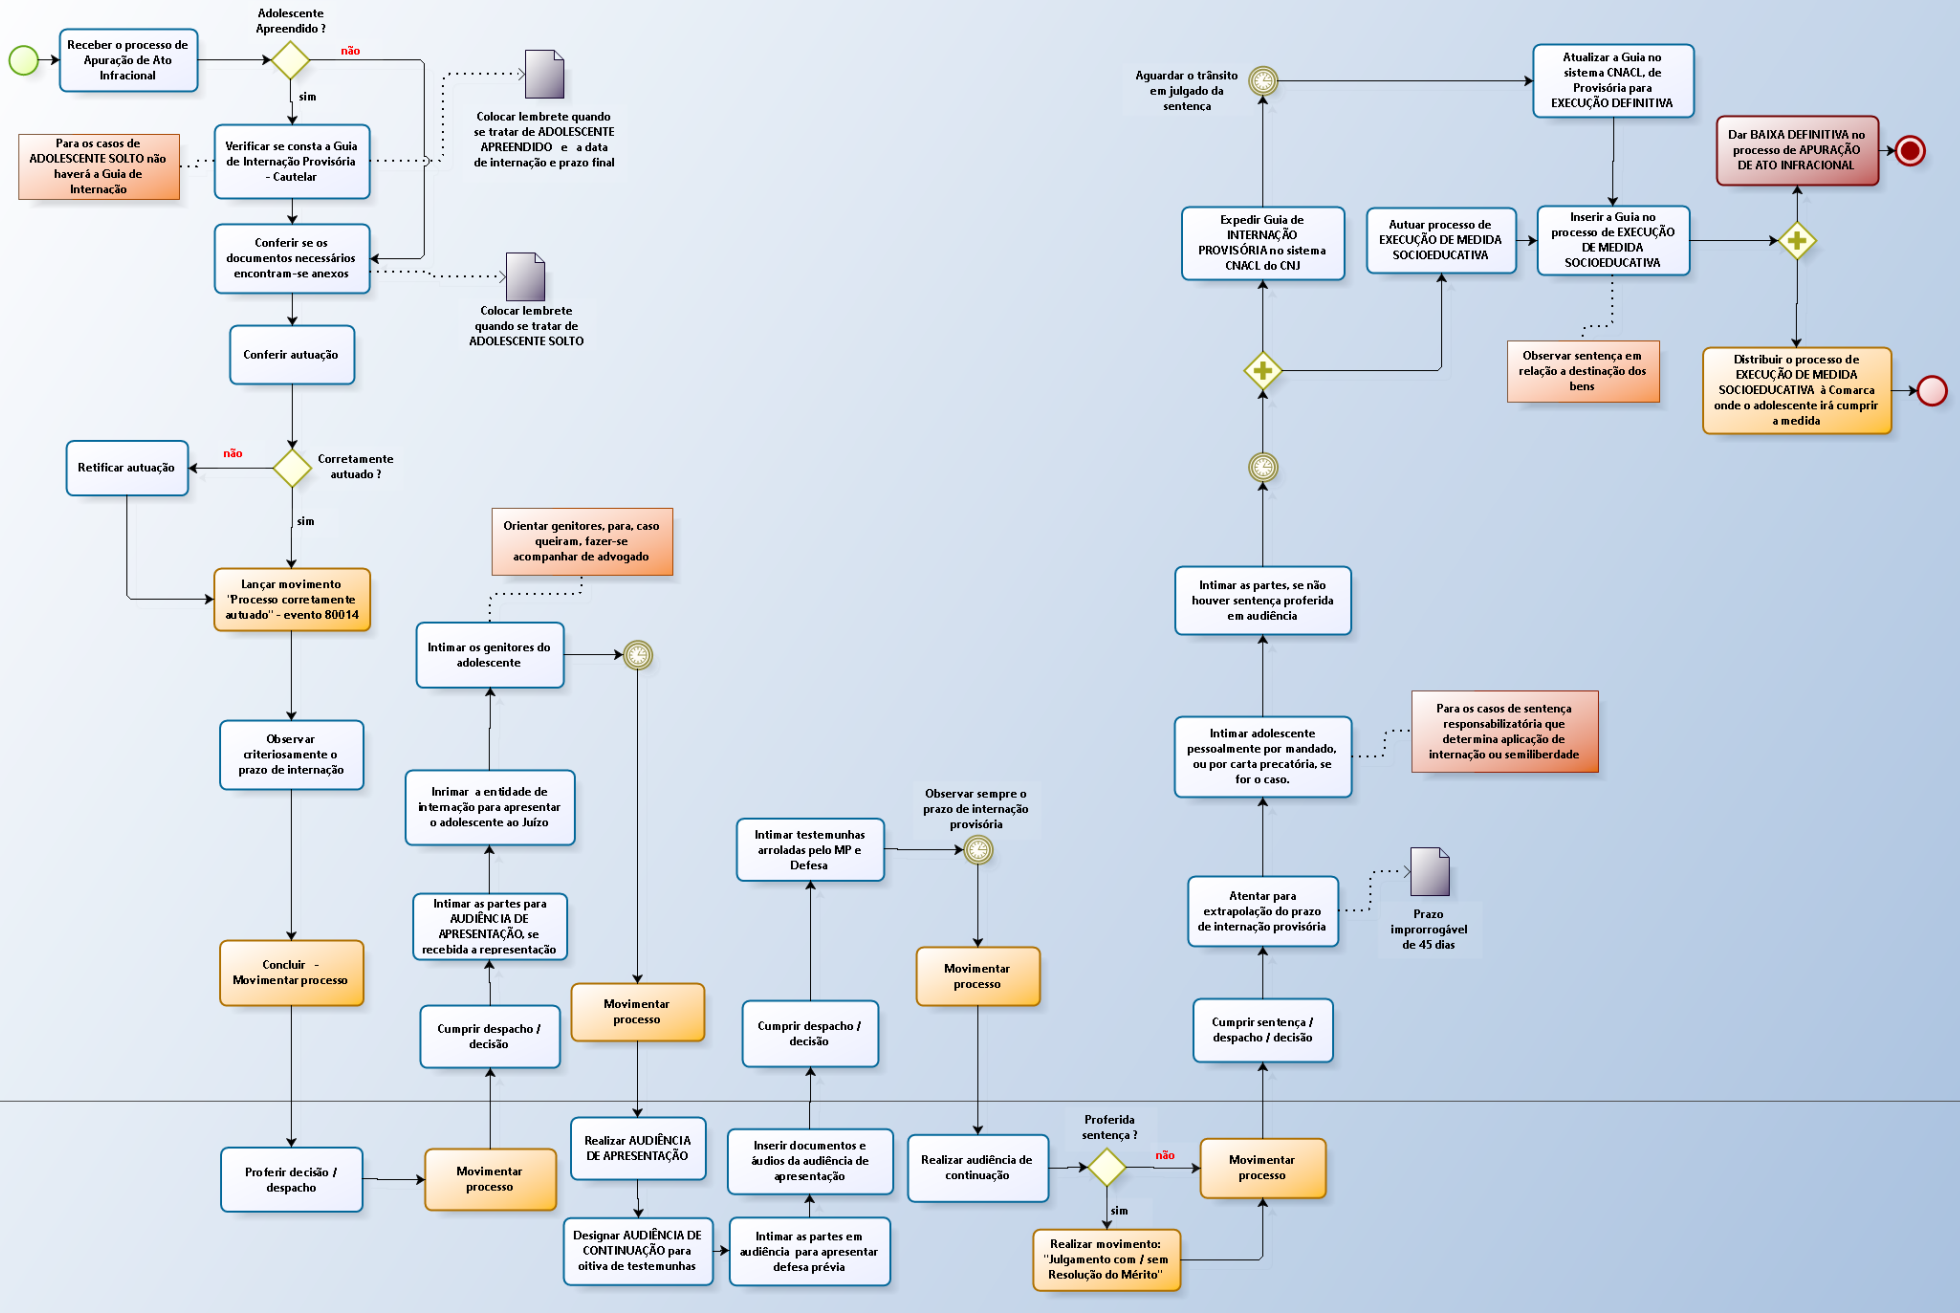 Adolescente
Apreendido ?
Receber o processo de
Apuração de Ato
Infracional
não
sim
Colocar lembrete quando
se trate de ADOLESCENTE
APREENDIDO e a data
de internação e prazo final
Para os casos de
ADOLESCENTE SOLTO não
haverá a Guia de
Internação
Verificar se consta a Guia
de Internação Provisória
- Cautelar
Conferir se os
documentos necessários
encontram-se anexos
Colocar lembrete
quando se tratar de
ADOLESCENTE SOLTO
Conferir autuação
Retificar autuação
não
Corretamente
autuado ?
sim
Lançar movimento
"Processo corretamente
autuado" - evento 80014
Observar
criteriosamente o
prazo de internação
Concluir -
Movimentar processo
Proferir decisão /
despacho
Movimentar
processo
Cumprir despacho /
decisão
Intimar as partes para
AUDIÊNCIA DE
APRESENTAÇÃO, se
recebida a representação
Inrimar a entidade de
internação para apresentar
o adolescente ao Juízo
Intimar os genitores do
adolescente
Orientar genitores, para, caso
queiram, fazer-se
acompanhar de advogado
Movimentar
processo
Realizar AUDIÊNCIA
DE APRESENTAÇÃO
Designar AUDIÊNCIA DE
CONTINUAÇÃO para
oitiva de testemunhas
Intimar as partes em
audiência para apresentar
defesa prévia
Inserir documentos e
áudios da audiência de
apresentação
Cumprir despacho /
decisão
Intimar testemunhas
arroladas pelo MP e
Defesa
Observar sempre o
prazo de internação
provisória
Movimentar
processo
Realizar audiência de
continuação
Proferida
sentença ?
não
sim
Realizar movimento:
"Julgamento com / sem
Resolução do Mérito"
Movimentar
processo
Cumprir sentença /
despacho / decisão
Atentar para
extrapolação do prazo
de internação provisória
Prazo
improrrogável
de 45 dias
Intimar adolescente
pessoalmente por mandado,
ou por carta precatória, se
for o caso.
Para os casos de sentença
responsabilizatória que
determina aplicação de
internação ou semiliberdade
Intimar as partes, se não
houver sentença proferida
em audiência
Expedir Guia de
INTERNAÇÃO
PROVISÓRIA no sistema
CNACL do CNJ
Aguardar o trânsito
em julgado da
sentença
Atualizar a Guia no
sistema CNACL, de
Provisória para
EXECUÇÃO DEFINITIVA
Autuar processo de
EXECUÇÃO DE MEDIDA
SOCIOEDUCATIVA
Inserir a Guia no
processo de EXECUÇÃO
DE MEDIDA
SOCIOEDUCATIVA
Observar sentença em
relação a destinação dos
bens
Dar BAIXA DEFINITIVA no
processo de APURAÇÃO
DE ATO INFRACIONAL
Distribuir o processo de
EXECUÇÃO DE MEDIDA
SOCIOEDUCATIVA à Comarca
onde o adolescente irá cumprir
a medida